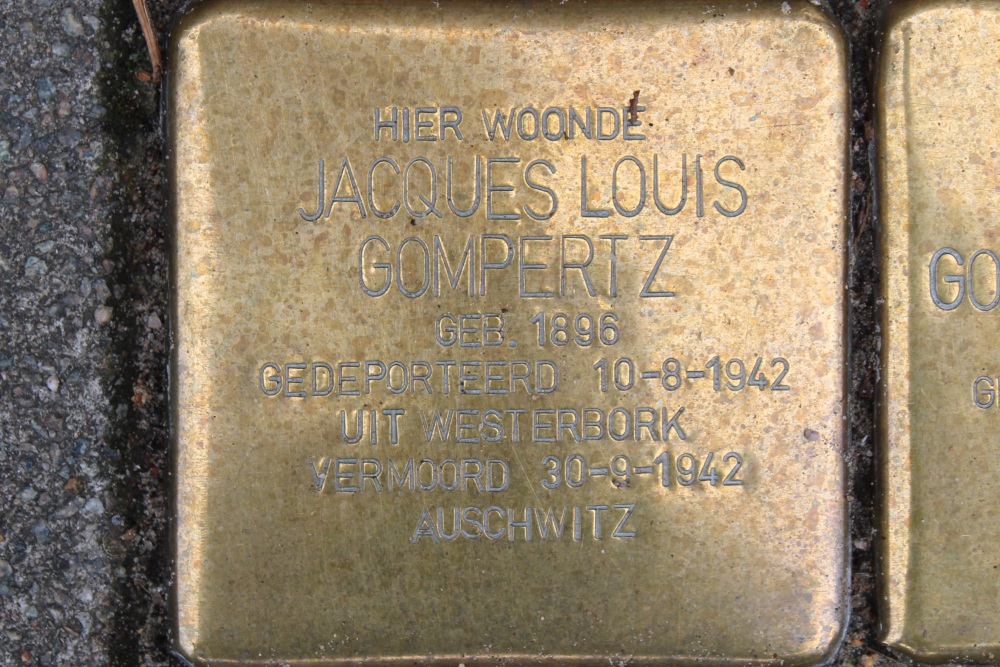 HIER WOONDE
JACQUES LOUIS
GOMPERTZ
GEB. 1896
GEDEPORTEERD 10-8-1942
UIT WESTERBORK
VERMOORD 30-9-1942
AUSCHWITZ